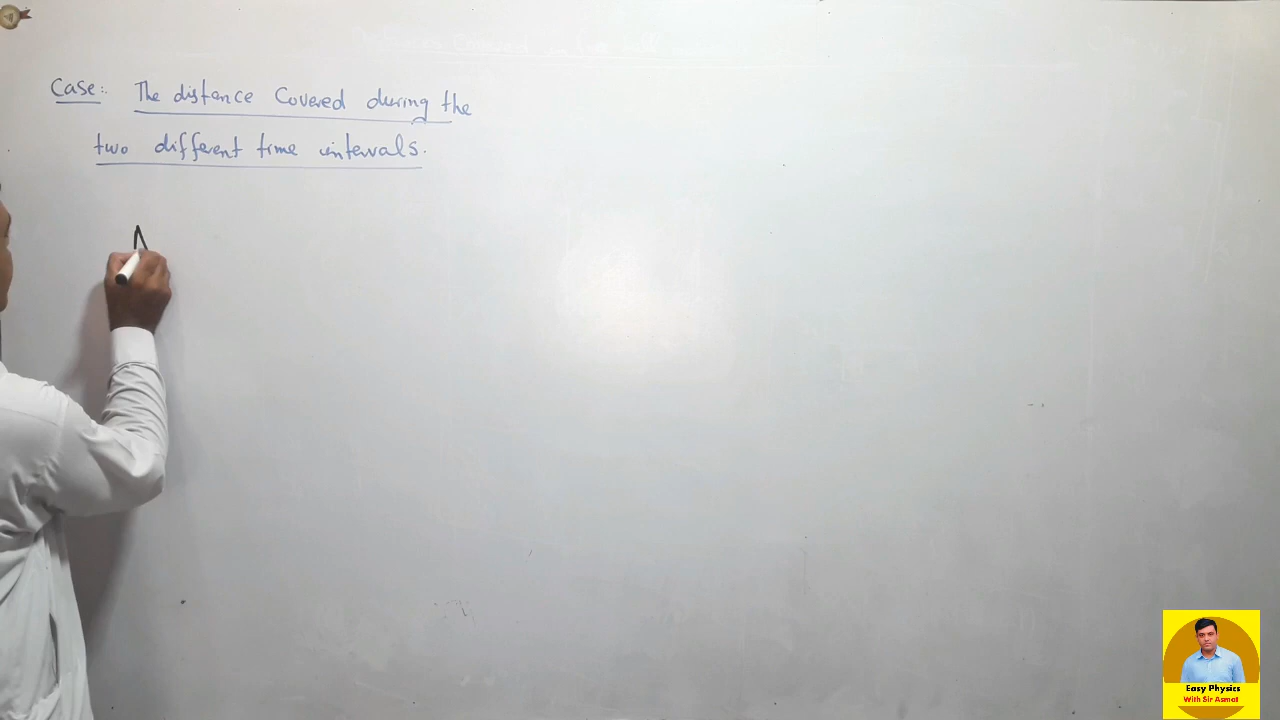 Case:. The distance Covered during the
two different time intervals.
Easy Physics
With Sir Asmat